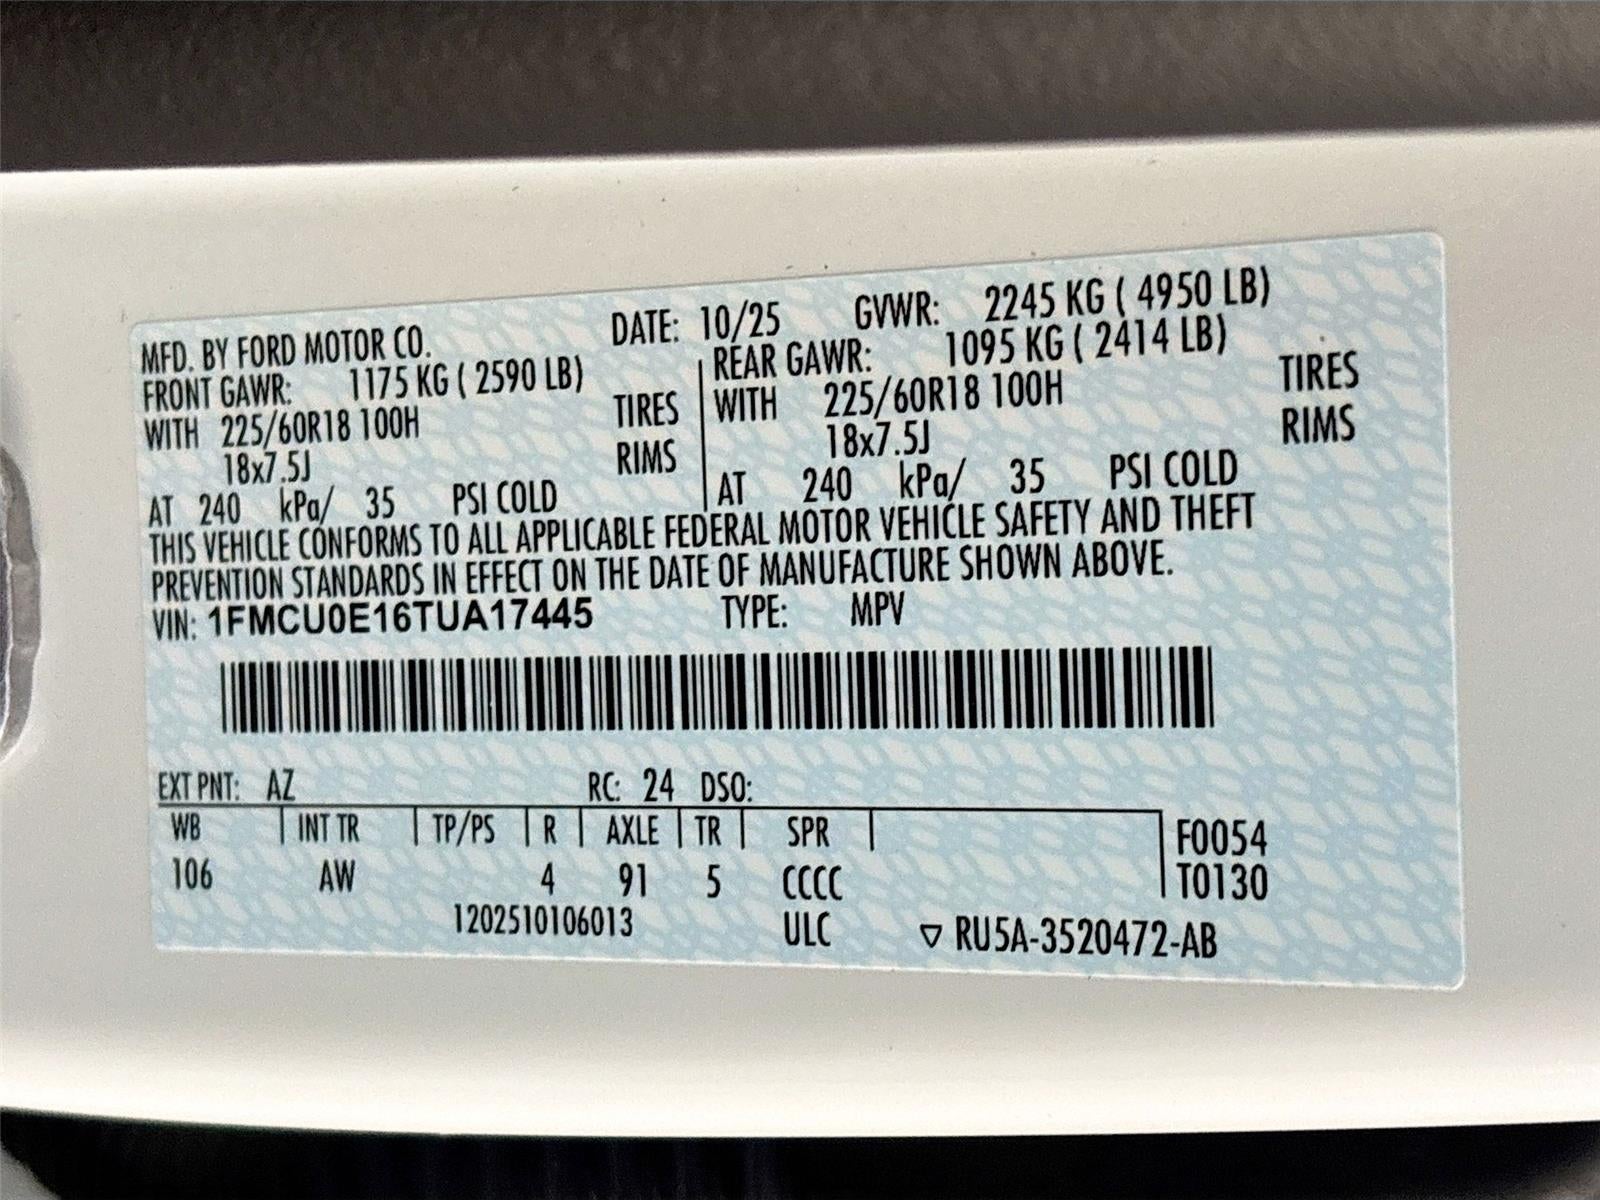 MFD. BY FORD MOTOR CO. DATE: 10/25 GVWR: 2245 KG ( 4950 LB)
FRONT GAWR: 1175 KG ( 2590 LB) REAR GAWR: 1095 KG ( 2414 LB)
WITH 225/60R18 100H TIRES WITH 225/60R18 100H TIRES
18x7.5J RIMS 18x7.5J RIMS
AT 240 kPa/ 35 PSI COLD AT 240 kPa/ 35 PSI COLD
THIS VEHICLE CONFORMS TO ALL APPLICABLE FEDERAL MOTOR VEHICLE SAFETY AND THEFT
PREVENTION STANDARDS IN EFFECT ON THE DATE OF MANUFACTURE SHOWN ABOVE.
VIN: 1FMCU0E16TUA17445 TYPE: MPV
EXT PNT: AZ RC: 24 DSO:
WB INT TR TP/PS R AXLE TR SPR F0054
106 AW 4 91 5 CCCC T0130
1202510106013 ULC ▽ RU5A-3520472-AB